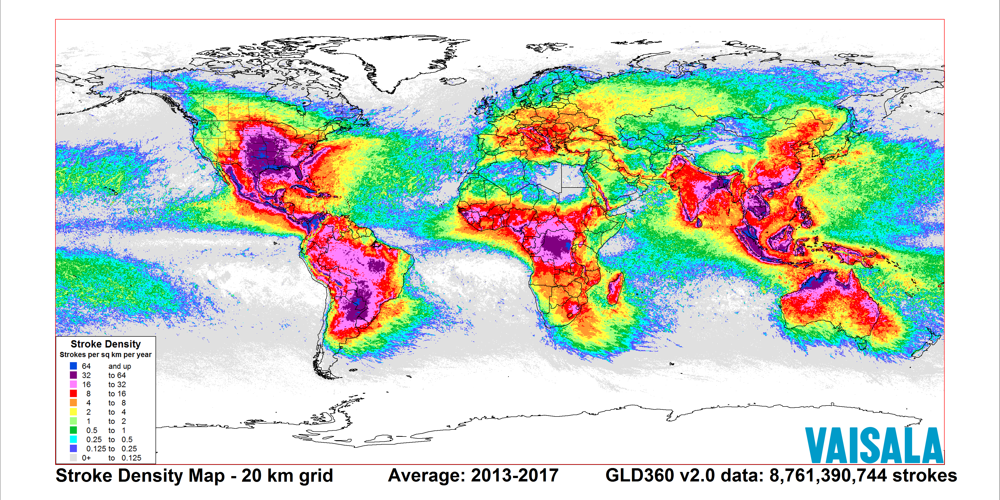 Stroke Density
Strokes per sq km per year
64 and up
32 to 64
16 to 32
8 to 16
4 to 8
2 to 4
1 to 2
0.5 to 1
0.25 to 0.5
0.125 to 0.25
0+ to 0.125
VAISALA
Stroke Density Map - 20 km grid Average: 2013-2017 GLD360 v2.0 data: 8,761,390,744 strokes